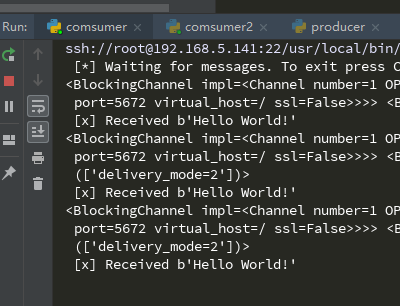 Run: comsumer × comsumer2 × producer
ssh://root@192.168.5.141:22/usr/local/bin/
[*] Waiting for messages. To exit press C
<BlockingChannel impl=<Channel number=1 OP
port=5672 virtual_host=/ ssl=False>>>> <B
[x] Received b'Hello World!'
<BlockingChannel impl=<Channel number=1 OP
port=5672 virtual_host=/ ssl=False>>>> <B
(['delivery_mode=2'])>
[x] Received b'Hello World!'
<BlockingChannel impl=<Channel number=1 OP
port=5672 virtual_host=/ ssl=False>>>> <B
(['delivery_mode=2'])>
[x] Received b'Hello World!'